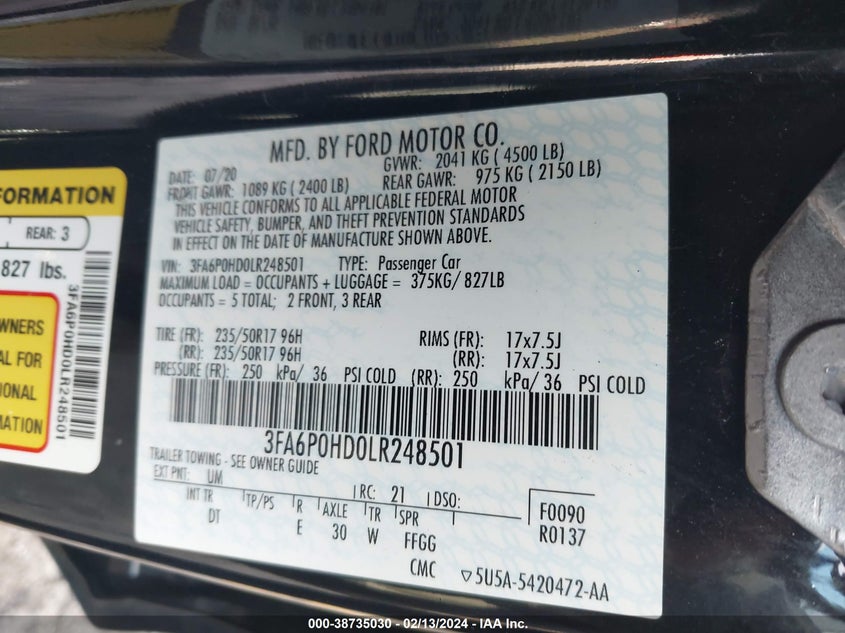 MFD. BY FORD MOTOR CO.
DATE: 07/20 GVWR: 2041 KG ( 4500 LB)
FRONT GAWR: 1089 KG ( 2400 LB) REAR GAWR: 975 KG ( 2150 LB)
THIS VEHICLE CONFORMS TO ALL APPLICABLE FEDERAL MOTOR
VEHICLE SAFETY, BUMPER, AND THEFT PREVENTION STANDARDS
IN EFFECT ON THE DATE OF MANUFACTURE SHOWN ABOVE.
VIN: 3FA6P0HD0LR248501 TYPE: Passenger Car
MAXIMUM LOAD = OCCUPANTS + LUGGAGE = 375KG/ 827LB
OCCUPANTS = 5 TOTAL; 2 FRONT, 3 REAR
TIRE (FR): 235/50R17 96H RIMS (FR): 17x7.5J
(RR): 235/50R17 96H (RR): 17x7.5J
PRESSURE (FR): 250 kPa/ 36 PSI COLD (RR): 250 kPa/ 36 PSI COLD
3FA6P0HD0LR248501
TRAILER TOWING - SEE OWNER GUIDE
EXT PNT: UM RC: 21 DSO:
INT TR TP/PS R AXLE TR SPR F0090
DT E 30 W FFGG R0137
CMC ▽5U5A-5420472-AA
FORMATION
REAR: 3
827 lbs.
3FA6P0HD0LR248501
WNERS
AL FOR
IONAL
MATION
000-38735030 - 02/13/2024 - IAA Inc.